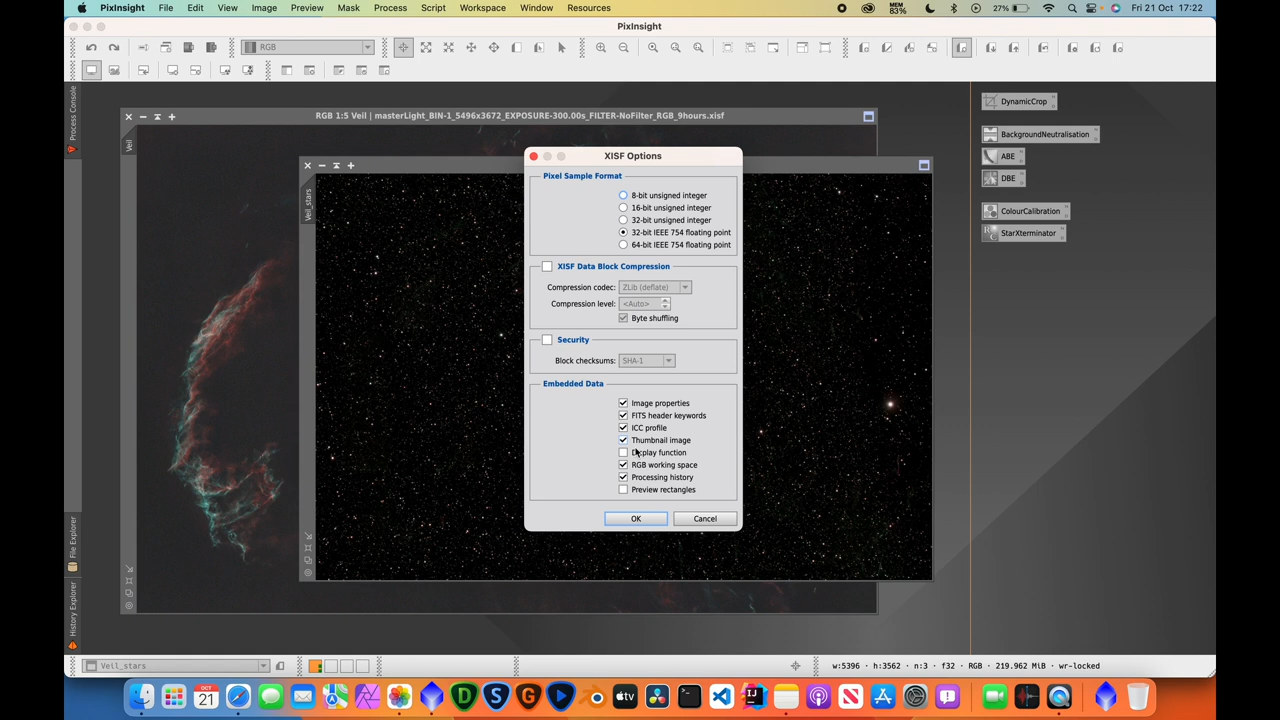 PixInsight File Edit View Image Preview Mask Process Script Workspace Window Resources
MEM 83%
27%
Fri 21 Oct 17:22
PixInsight
RGB
Process Console
RGB 1:5 Veil | masterLight_BIN-1_5496x3672_EXPOSURE-300.00s_FILTER-NoFilter_RGB_9hours.xisf
Veil
Veil_stars
XISF Options
Pixel Sample Format
8-bit unsigned integer
16-bit unsigned integer
32-bit unsigned integer
32-bit IEEE 754 floating point
64-bit IEEE 754 floating point
XISF Data Block Compression
Compression codec: ZLib (deflate)
Compression level: <Auto>
Byte shuffling
Security
Block checksums: SHA-1
Embedded Data
Image properties
FITS header keywords
ICC profile
Thumbnail image
Display function
RGB working space
Processing history
Preview rectangles
OK Cancel
DynamicCrop
BackgroundNeutralisation
ABE
DBE
ColourCalibration
StarXterminator
File Explorer
History Explorer
Veil_stars
w:5396 · h:3562 · n:3 · f32 · RGB · 219.962 MiB · wr-locked
OCT 21
D S G
tv
IJ
N